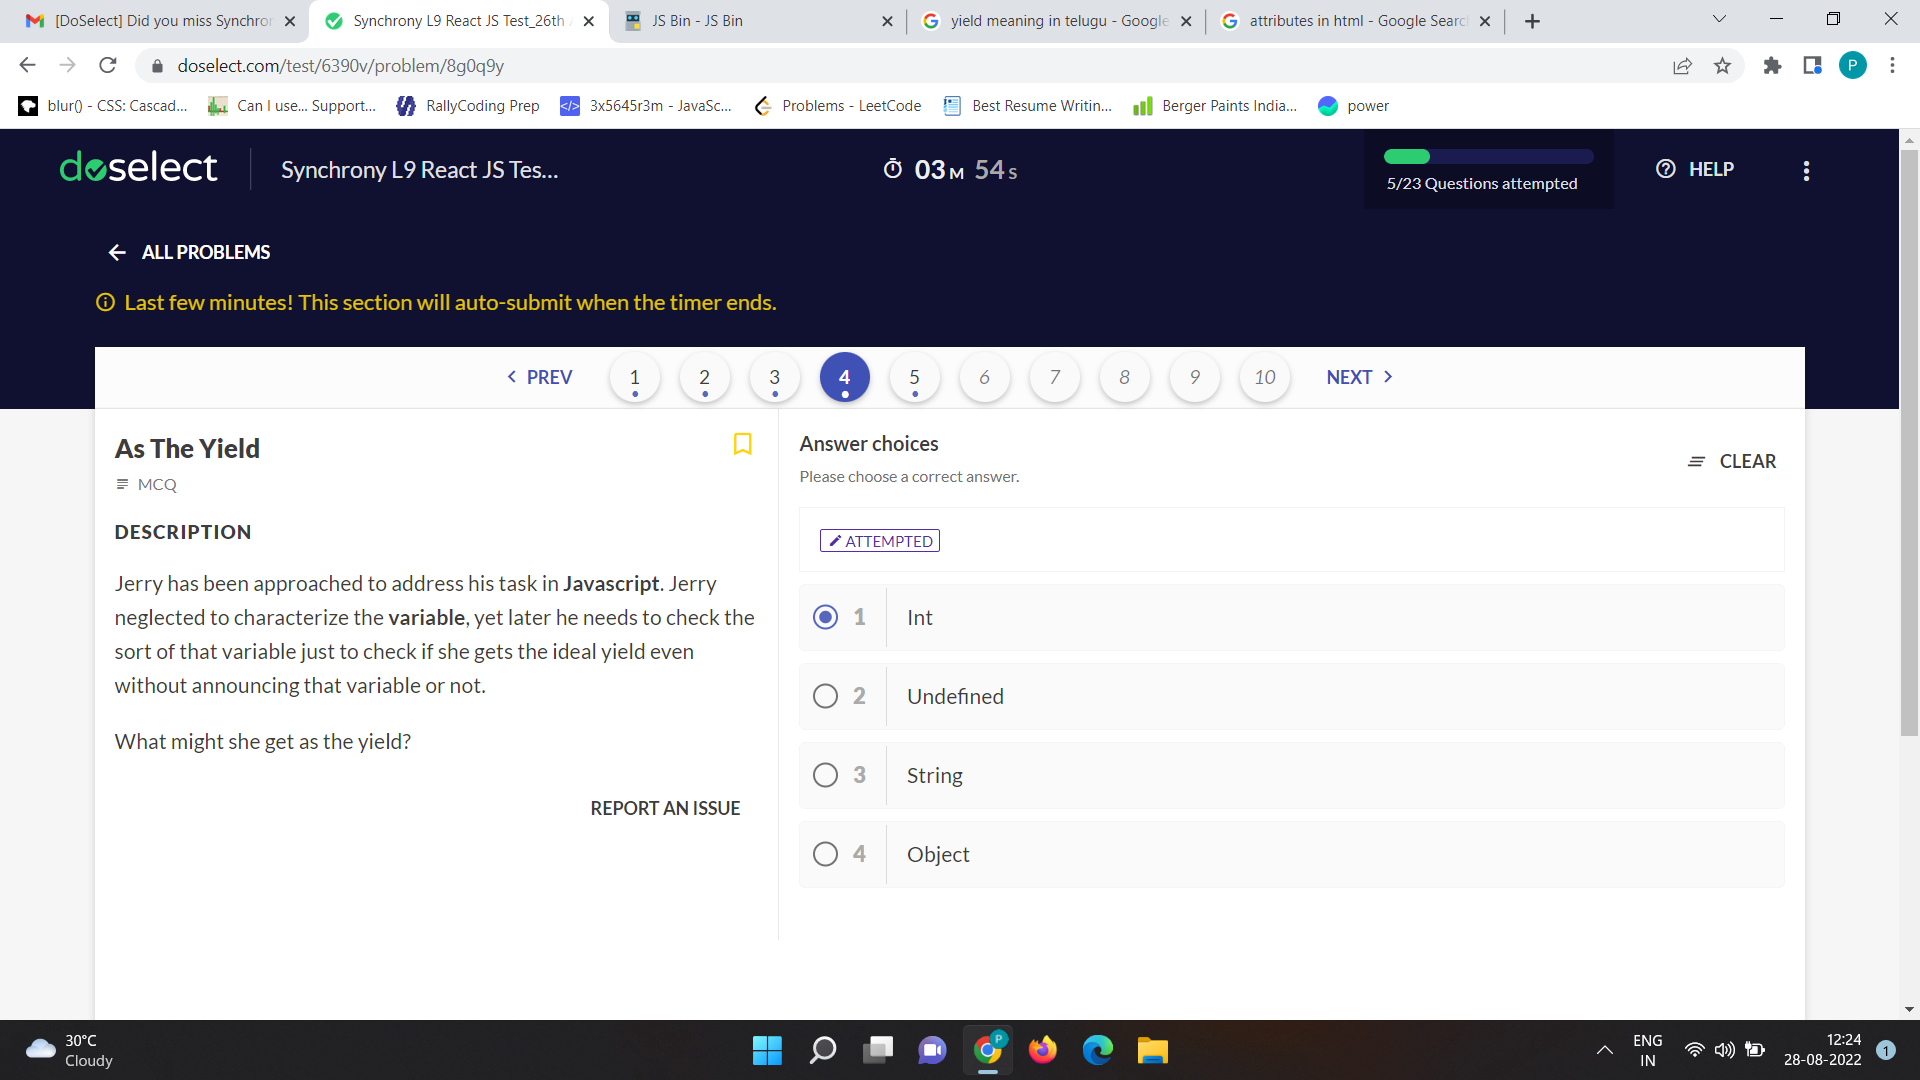 [DoSelect] Did you miss Synchron
Synchrony L9 React JS Test_26th A
JS Bin - JS Bin
yield meaning in telugu - Google
attributes in html - Google Search
doselect.com/test/6390v/problem/8g0q9y
P
blur() - CSS: Cascad...
Can I use... Support...
RallyCoding Prep
3x5645r3m - JavaSc...
Problems - LeetCode
Best Resume Writin...
Berger Paints India...
power
doselect
Synchrony L9 React JS Tes...
03 M 54 S
5/23 Questions attempted
HELP
ALL PROBLEMS
Last few minutes! This section will auto-submit when the timer ends.
PREV 1 2 3 4 5 6 7 8 9 10 NEXT
As The Yield
MCQ
DESCRIPTION
Jerry has been approached to address his task in Javascript. Jerry
neglected to characterize the variable, yet later he needs to check the
sort of that variable just to check if she gets the ideal yield even
without announcing that variable or not.
What might she get as the yield?
REPORT AN ISSUE
Answer choices
Please choose a correct answer.
CLEAR
ATTEMPTED
1 Int
2 Undefined
3 String
4 Object
30°C
Cloudy
P
ENG
IN
12:24
28-08-2022
1